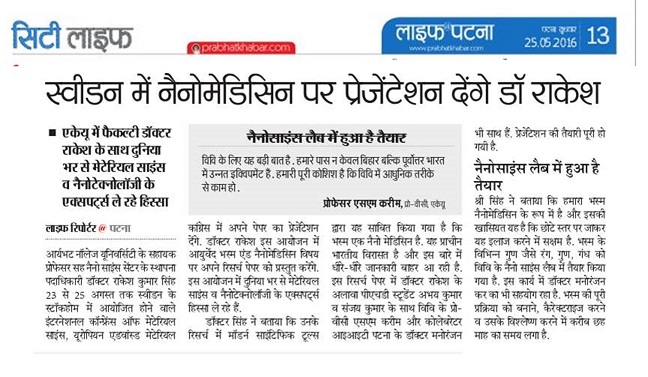 सिटी लाइफ
prabhatkhabar.com
लाइफ पटना
www.prabhatkhabar.com
पटना, बुधवार
25.05.2016
13
स्वीडन में नैनोमेडिसिन पर प्रेजेंटेशन देंगे डॉ राकेश
■ एकेयू में फैकल्टी डॉक्टर
राकेश के साथ दुनिया
भर से मेटेरियल साइंस
व नैनोटेक्नोलॉजी के
एक्सपर्ट्स ले रहे हिस्सा
लाइफ रिपोर्टर @ पटना
आर्यभट नॉलेज यूनिवर्सिटी के सहायक
प्रोफेसर सह नैनो साइंस सेंटर के स्थापना
पदाधिकारी डॉक्टर राकेश कुमार सिंह
23 से 25 अगस्त तक स्वीडन के
स्टॉकहोम में आयोजित होने वाले
इंटरनेशनल कॉन्फ्रेंस ऑफ मेटेरियल
साइंस, यूरोपियन एडवांस्ड मेटेरियल
नैनोसाइंस लैब में हुआ है तैयार
विवि के लिए यह बड़ी बात है. हमारे पास न केवल बिहार बल्कि पूर्वोत्तर भारत
में उन्नत इक्विपमेंट हैं. हमारी पूरी कोशिश है कि विवि में आधुनिक तरीके
से काम हो.
प्रोफेसर एसएम करीम, प्रो-वीसी, एकेयू
कांग्रेस में अपने पेपर का प्रेजेंटेशन
देंगे. डॉक्टर राकेश इस आयोजन में
आयुर्वेद भस्म एंड नैनोमेडिसिन विषय
पर अपने रिसर्च पेपर को प्रस्तुत करेंगे.
इस आयोजन में दुनिया भर से मेटेरियल
साइंस व नैनोटेक्नोलॉजी के एक्सपर्ट्स
हिस्सा ले रहे हैं.
डॉक्टर सिंह ने बताया कि उनके
रिसर्च में मॉडर्न साइंटिफिक टूल्स
द्वारा यह साबित किया गया है कि
भस्म एक नैनो मेडिसिन है. यह प्राचीन
भारतीय विरासत है और इस बारे में
धीरे-धीरे जानकारी बाहर आ रही है.
इस रिसर्च पेपर में डॉक्टर राकेश के
अलावा पीएचडी स्टूडेंट अभय कुमार
व संजय कुमार के साथ विवि के प्रो-
वीसी एसएम करीम और कोलेबरेटर
आइआइटी पटना के डॉक्टर मनोरंजन
भी साथ हैं. प्रेजेंटेशन की तैयारी पूरी हो
गयी है.
नैनोसाइंस लैब में हुआ है
तैयार
श्री सिंह ने बताया कि हमारा भस्म
नैनोमेडिसिन के रूप में है और इसकी
खासियत यह है कि छोटे स्तर पर जाकर
यह इलाज करने में सक्षम है. भस्म के
विभिन्न गुण जैसे रंग, गुण, गंध को
विवि के नैनो साइंस लैब में तैयार किया
गया है. इस कार्य में डॉक्टर मनोरंजन
कर का भी सहयोग रहा है. भस्म की पूरी
प्रक्रिया को बनाने, कैरेक्टराइज करने
व उसके विश्लेष्ण करने में करीब छह
माह का समय लगा है.